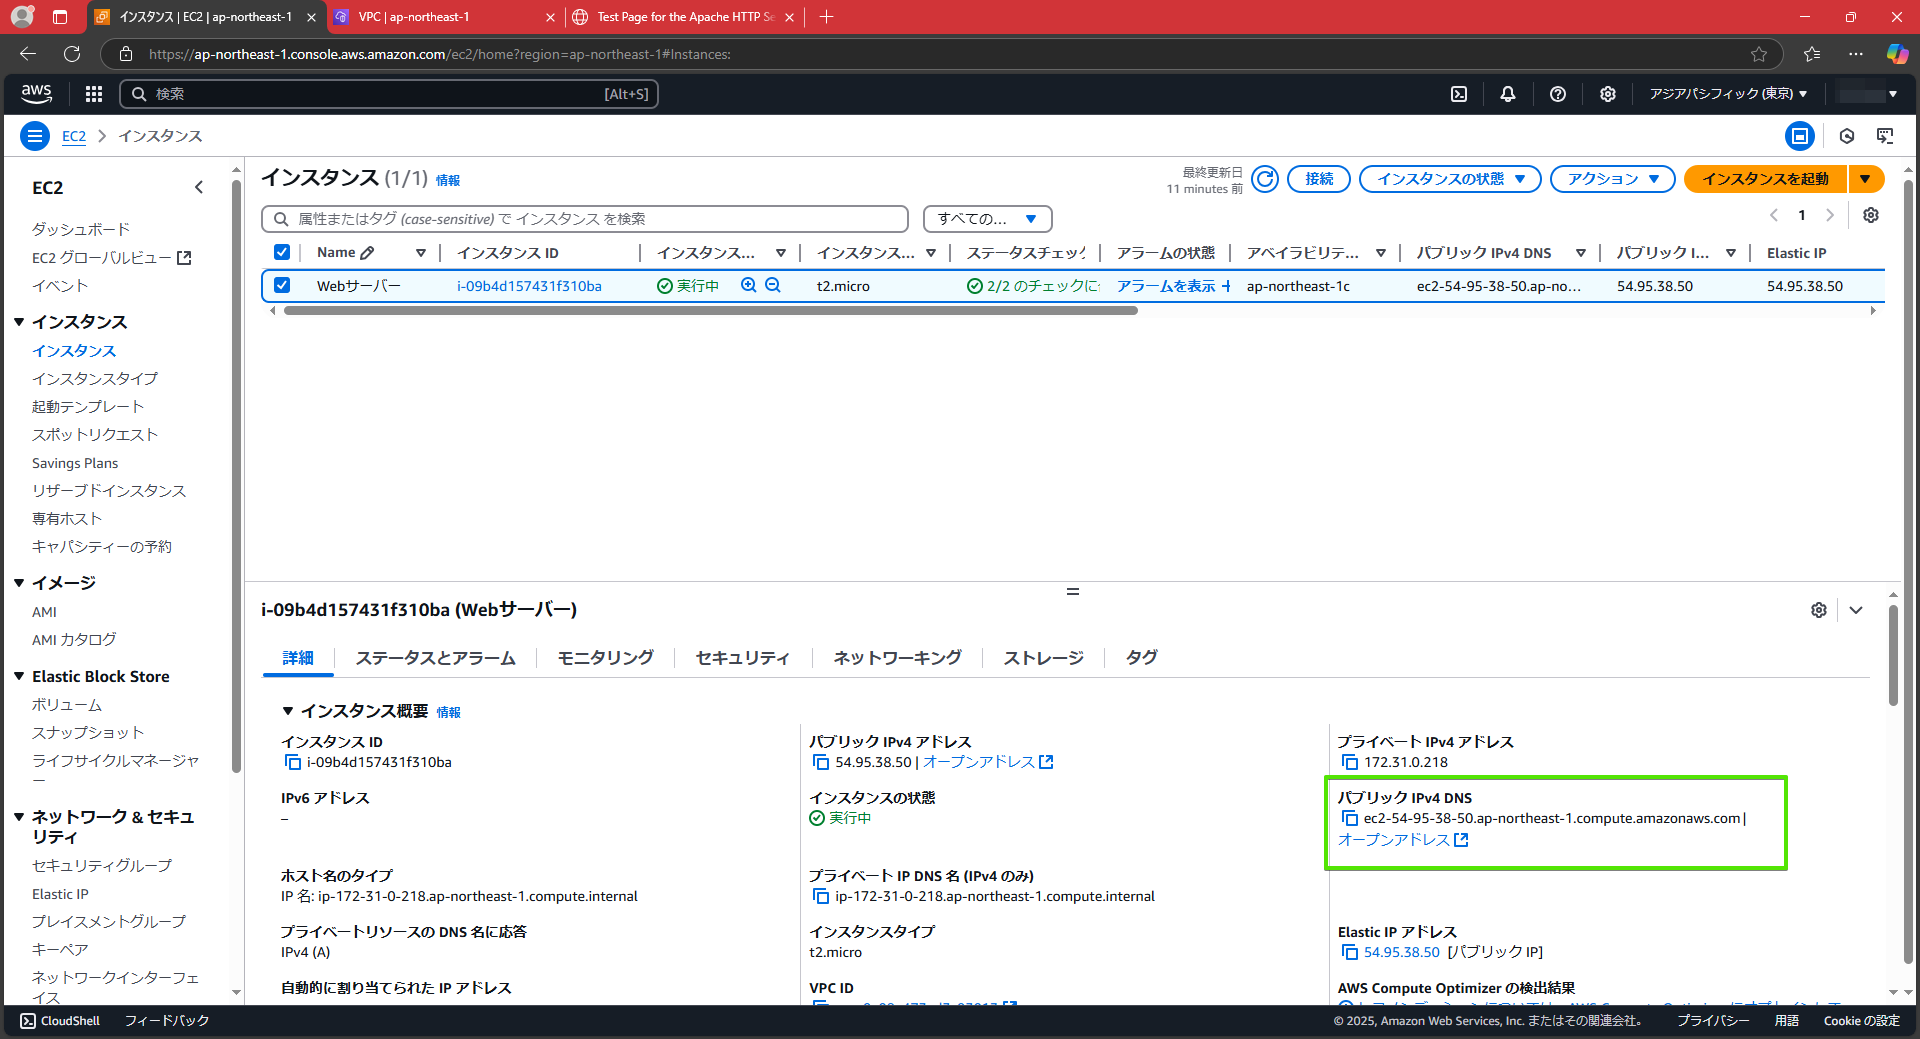 インスタンス | EC2 | ap-northeast-1
VPC | ap-northeast-1
Test Page for the Apache HTTP Se
https://ap-northeast-1.console.aws.amazon.com/ec2/home?region=ap-northeast-1#Instances:
aws
検索
[Alt+S]
アジアパシフィック (東京)
EC2
インスタンス
EC2
ダッシュボード
EC2 グローバルビュー
イベント
インスタンス
インスタンス
インスタンスタイプ
起動テンプレート
スポットリクエスト
Savings Plans
リザーブドインスタンス
専有ホスト
キャパシティーの予約
イメージ
AMI
AMI カタログ
Elastic Block Store
ボリューム
スナップショット
ライフサイクルマネージャ
ー
ネットワーク & セキュ
リティ
セキュリティグループ
Elastic IP
プレイスメントグループ
キーペア
ネットワークインターフェ
イス
インスタンス (1/1) 情報
最終更新日
11 minutes 前
接続
インスタンスの状態
アクション
インスタンスを起動
属性またはタグ (case-sensitive) で インスタンス を検索
すべての...
1
Name インスタンス ID インスタンス... インスタンス... ステータスチェック アラームの状態 アベイラビリテ... パブリック IPv4 DNS パブリック I... Elastic IP
Webサーバー i-09b4d157431f310ba 実行中 t2.micro 2/2 のチェックに アラームを表示 + ap-northeast-1c ec2-54-95-38-50.ap-no... 54.95.38.50 54.95.38.50
i-09b4d157431f310ba (Webサーバー)
詳細
ステータスとアラーム
モニタリング
セキュリティ
ネットワーキング
ストレージ
タグ
インスタンス概要 情報
インスタンス ID
i-09b4d157431f310ba
パブリック IPv4 アドレス
54.95.38.50 | オープンアドレス
プライベート IPv4 アドレス
172.31.0.218
IPv6 アドレス
–
インスタンスの状態
実行中
パブリック IPv4 DNS
ec2-54-95-38-50.ap-northeast-1.compute.amazonaws.com |
オープンアドレス
ホスト名のタイプ
IP 名: ip-172-31-0-218.ap-northeast-1.compute.internal
プライベート IP DNS 名 (IPv4 のみ)
ip-172-31-0-218.ap-northeast-1.compute.internal
プライベートリソースの DNS 名に応答
IPv4 (A)
インスタンスタイプ
t2.micro
Elastic IP アドレス
54.95.38.50 [パブリック IP]
自動的に割り当てられた IP アドレス
VPC ID
AWS Compute Optimizer の検出結果
CloudShell
フィードバック
© 2025, Amazon Web Services, Inc. またはその関連会社。
プライバシー
用語
Cookie の設定